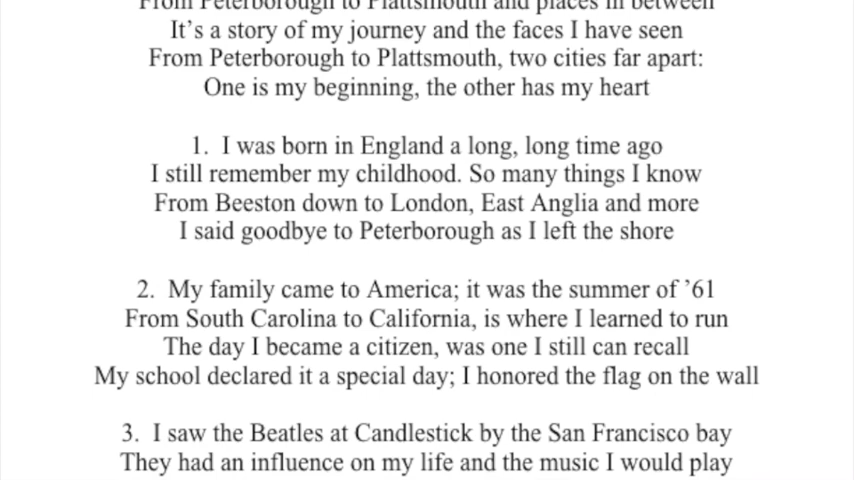 From Peterborough to Plattsmouth and places in between
It's a story of my journey and the faces I have seen
From Peterborough to Plattsmouth, two cities far apart:
One is my beginning, the other has my heart
1. I was born in England a long, long time ago
I still remember my childhood. So many things I know
From Beeston down to London, East Anglia and more
I said goodbye to Peterborough as I left the shore
2. My family came to America; it was the summer of ’61
From South Carolina to California, is where I learned to run
The day I became a citizen, was one I still can recall
My school declared it a special day; I honored the flag on the wall
3. I saw the Beatles at Candlestick by the San Francisco bay
They had an influence on my life and the music I would play